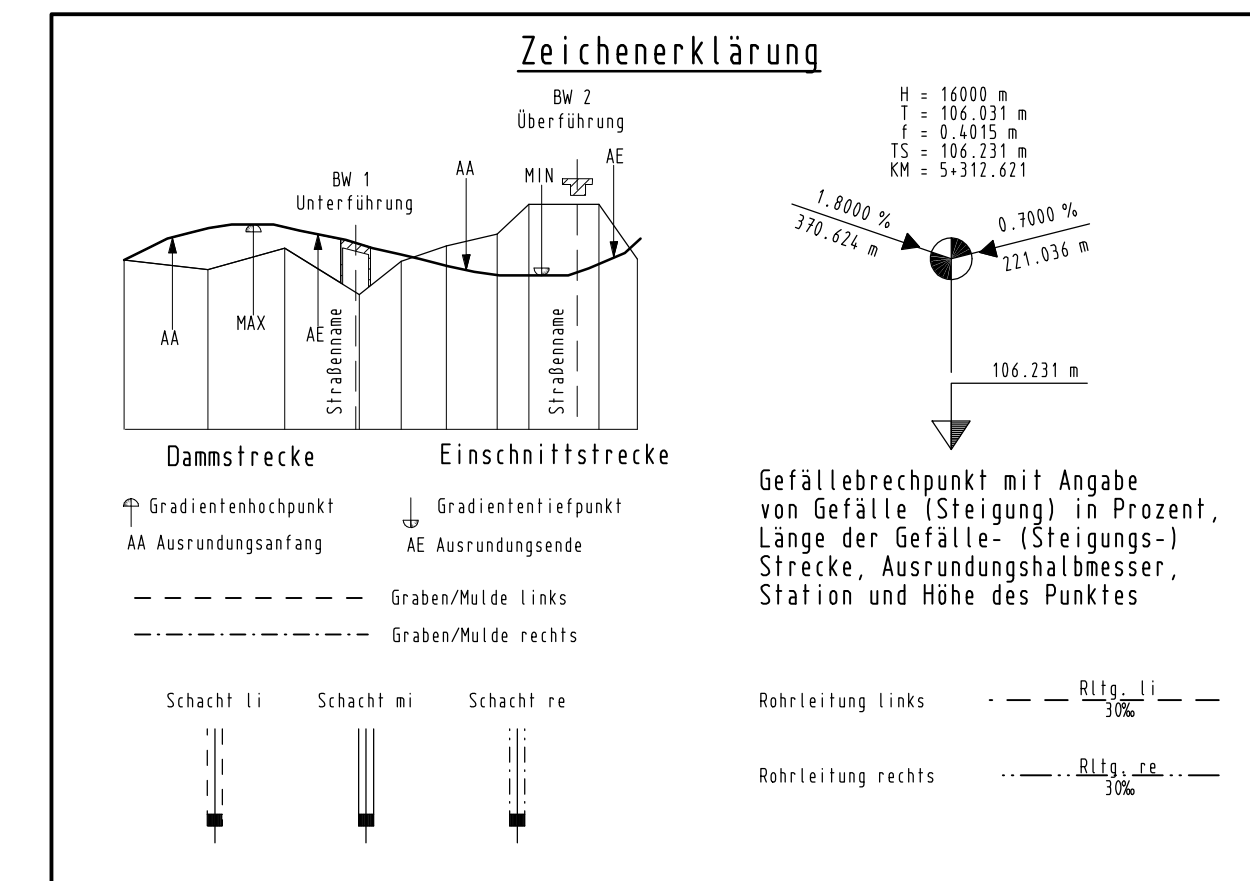 Zeichenerklärung
BW 2
Überführung
BW 1
Unterführung
AA
MIN
AE
AA
MAX
AE
Straßenname
Straßenname
Dammstrecke
Einschnittstrecke
Gradientenhochpunkt
Gradiententiefpunkt
AA Ausrundungsanfang
AE Ausrundungsende
Graben/Mulde links
Graben/Mulde rechts
Schacht li
Schacht mi
Schacht re
H = 16000 m
T = 106.031 m
f = 0.4015 m
TS = 106.231 m
KM = 5+312.621
1.8000 %
370.624 m
0.7000 %
221.036 m
106.231 m
Gefällebrechpunkt mit Angabe
von Gefälle (Steigung) in Prozent,
Länge der Gefälle- (Steigungs-)
Strecke, Ausrundungshalbmesser,
Station und Höhe des Punktes
Rohrleitung links
Rltg. li
30‰
Rohrleitung rechts
Rltg. re
30‰